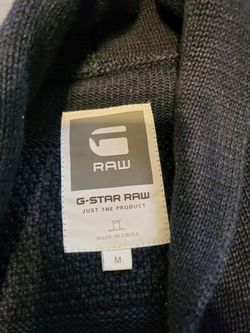 RAW
G-STAR RAW
JUST THE PRODUCT
MADE IN CHINA
M